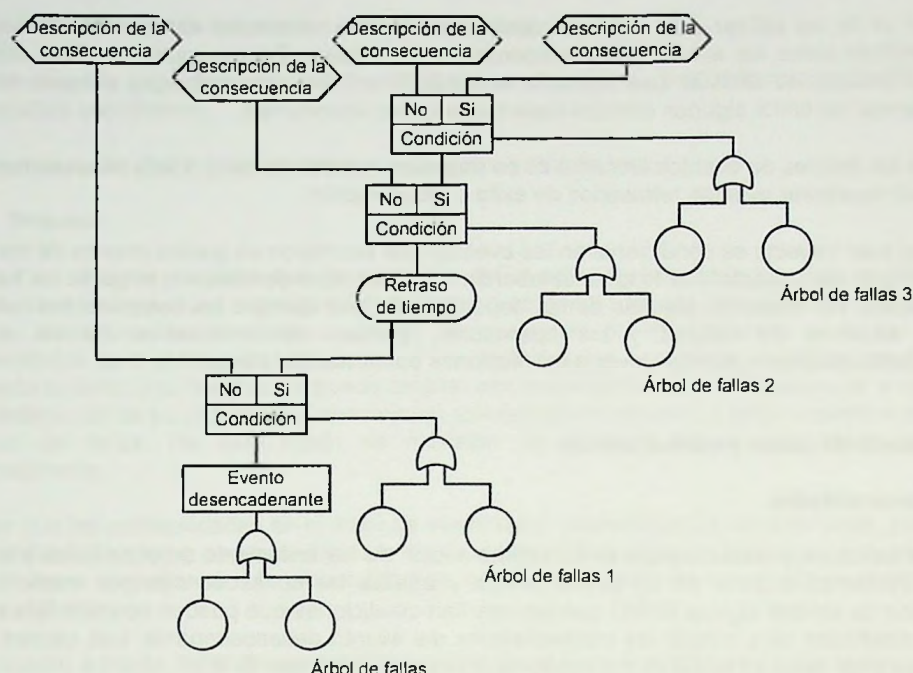 Descripción de la
consecuencia
Descripción de la
consecuencia
Descripción de la
consecuencia
Descripción de la
consecuencia
No Si
Condición
No Si
Condición
Retraso
de tiempo
Árbol de fallas 3
Árbol de fallas 2
No Si
Condición
Evento
desencadenante
Árbol de fallas 1
Árbol de fallas